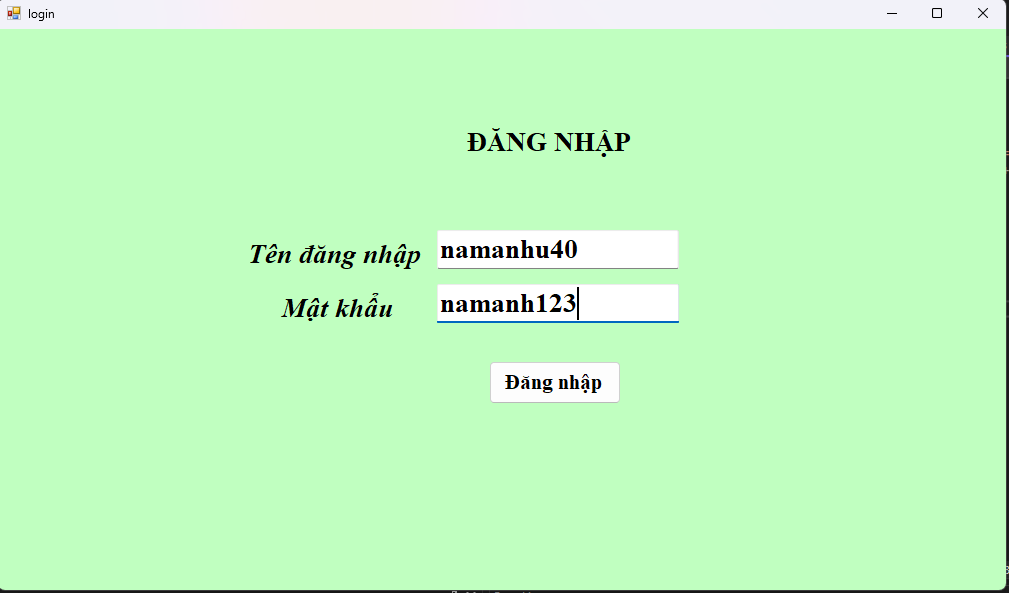 login
ĐĂNG NHẬP
Tên đăng nhập namanhu40
Mật khẩu namanh123
Đăng nhập